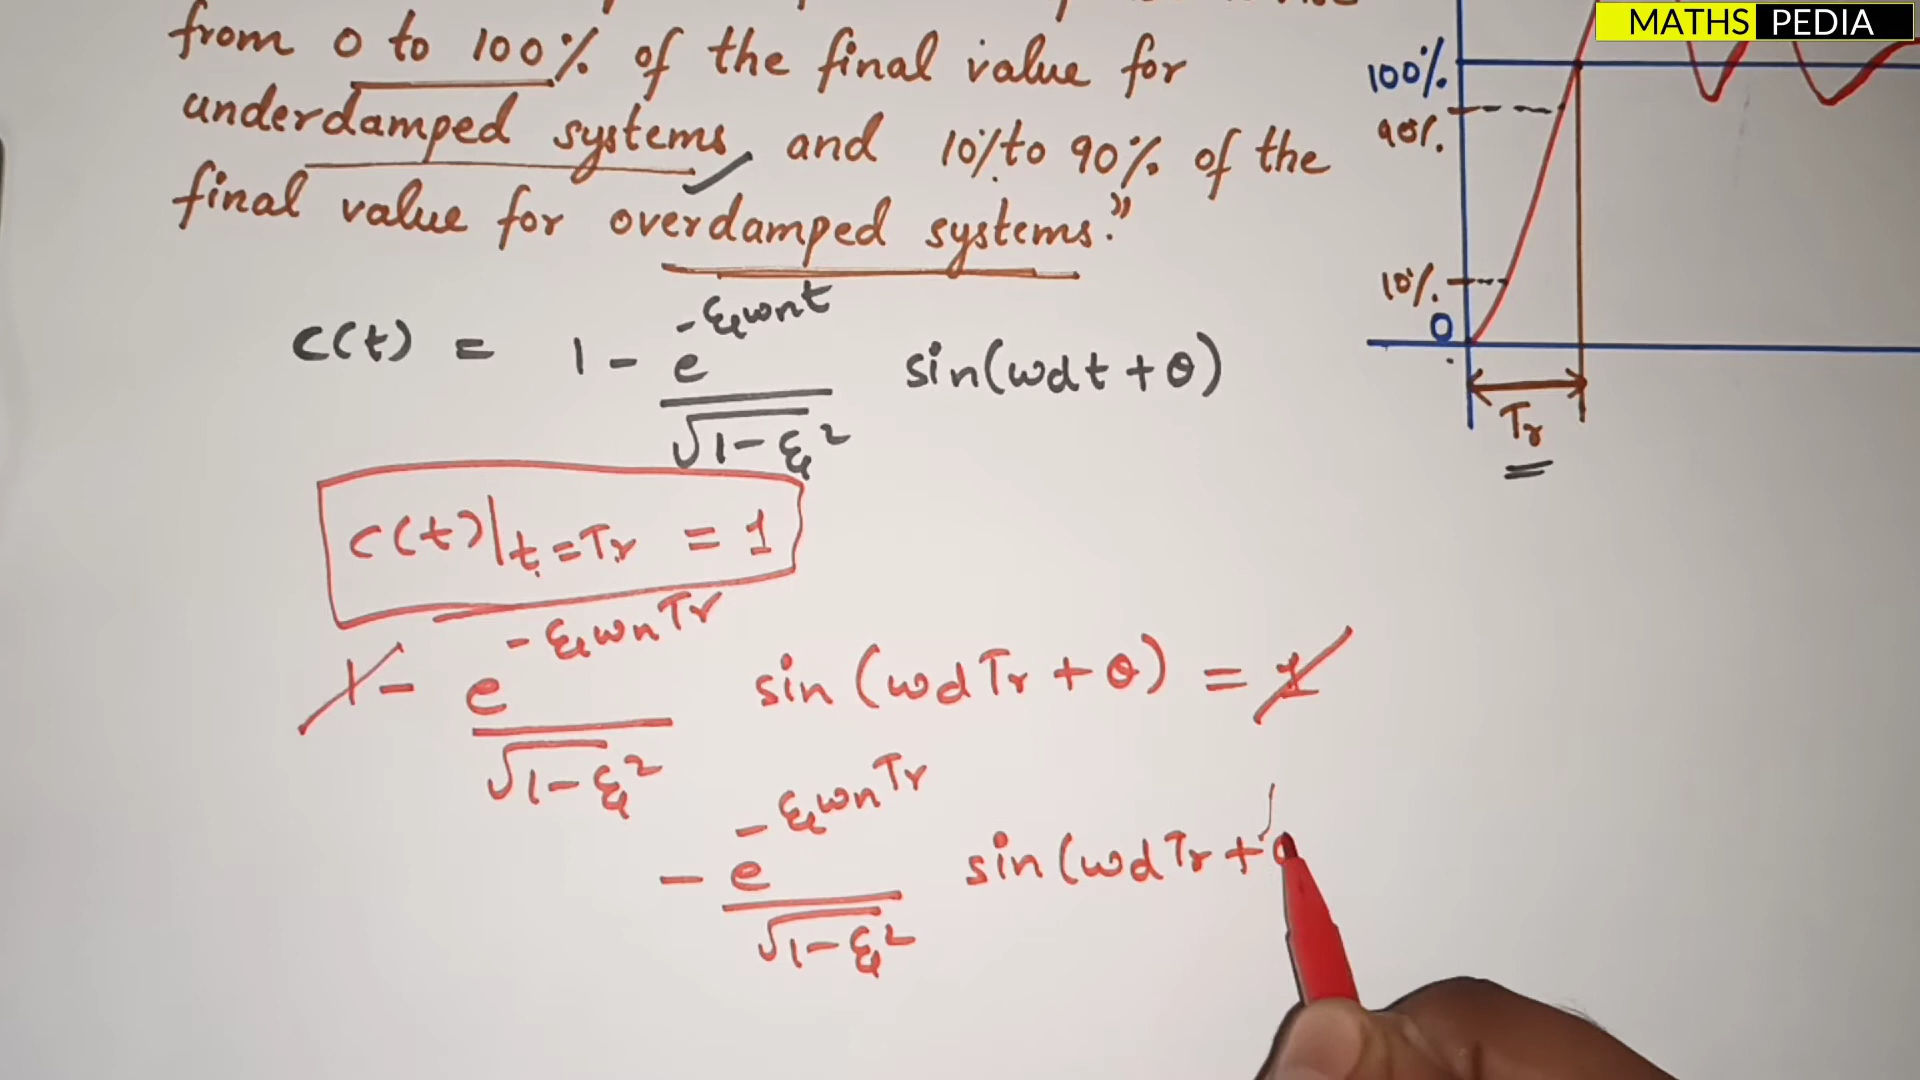 MATHS PEDIA
from 0 to 100% of the final value for
underdamped systems, and 10% to 90% of the
final value for overdamped systems."
100%
90%.
10%.
0
Tr
c(t) = 1 - e^{-ξωnt} / √1-ξ² sin(ωdt + θ)
c(t)|t=Tr = 1
1 - e^{-ξωnTr} / √1-ξ² sin(ωdTr + θ) = 1
- e^{-ξωnTr} / √1-ξ² sin(ωdTr +